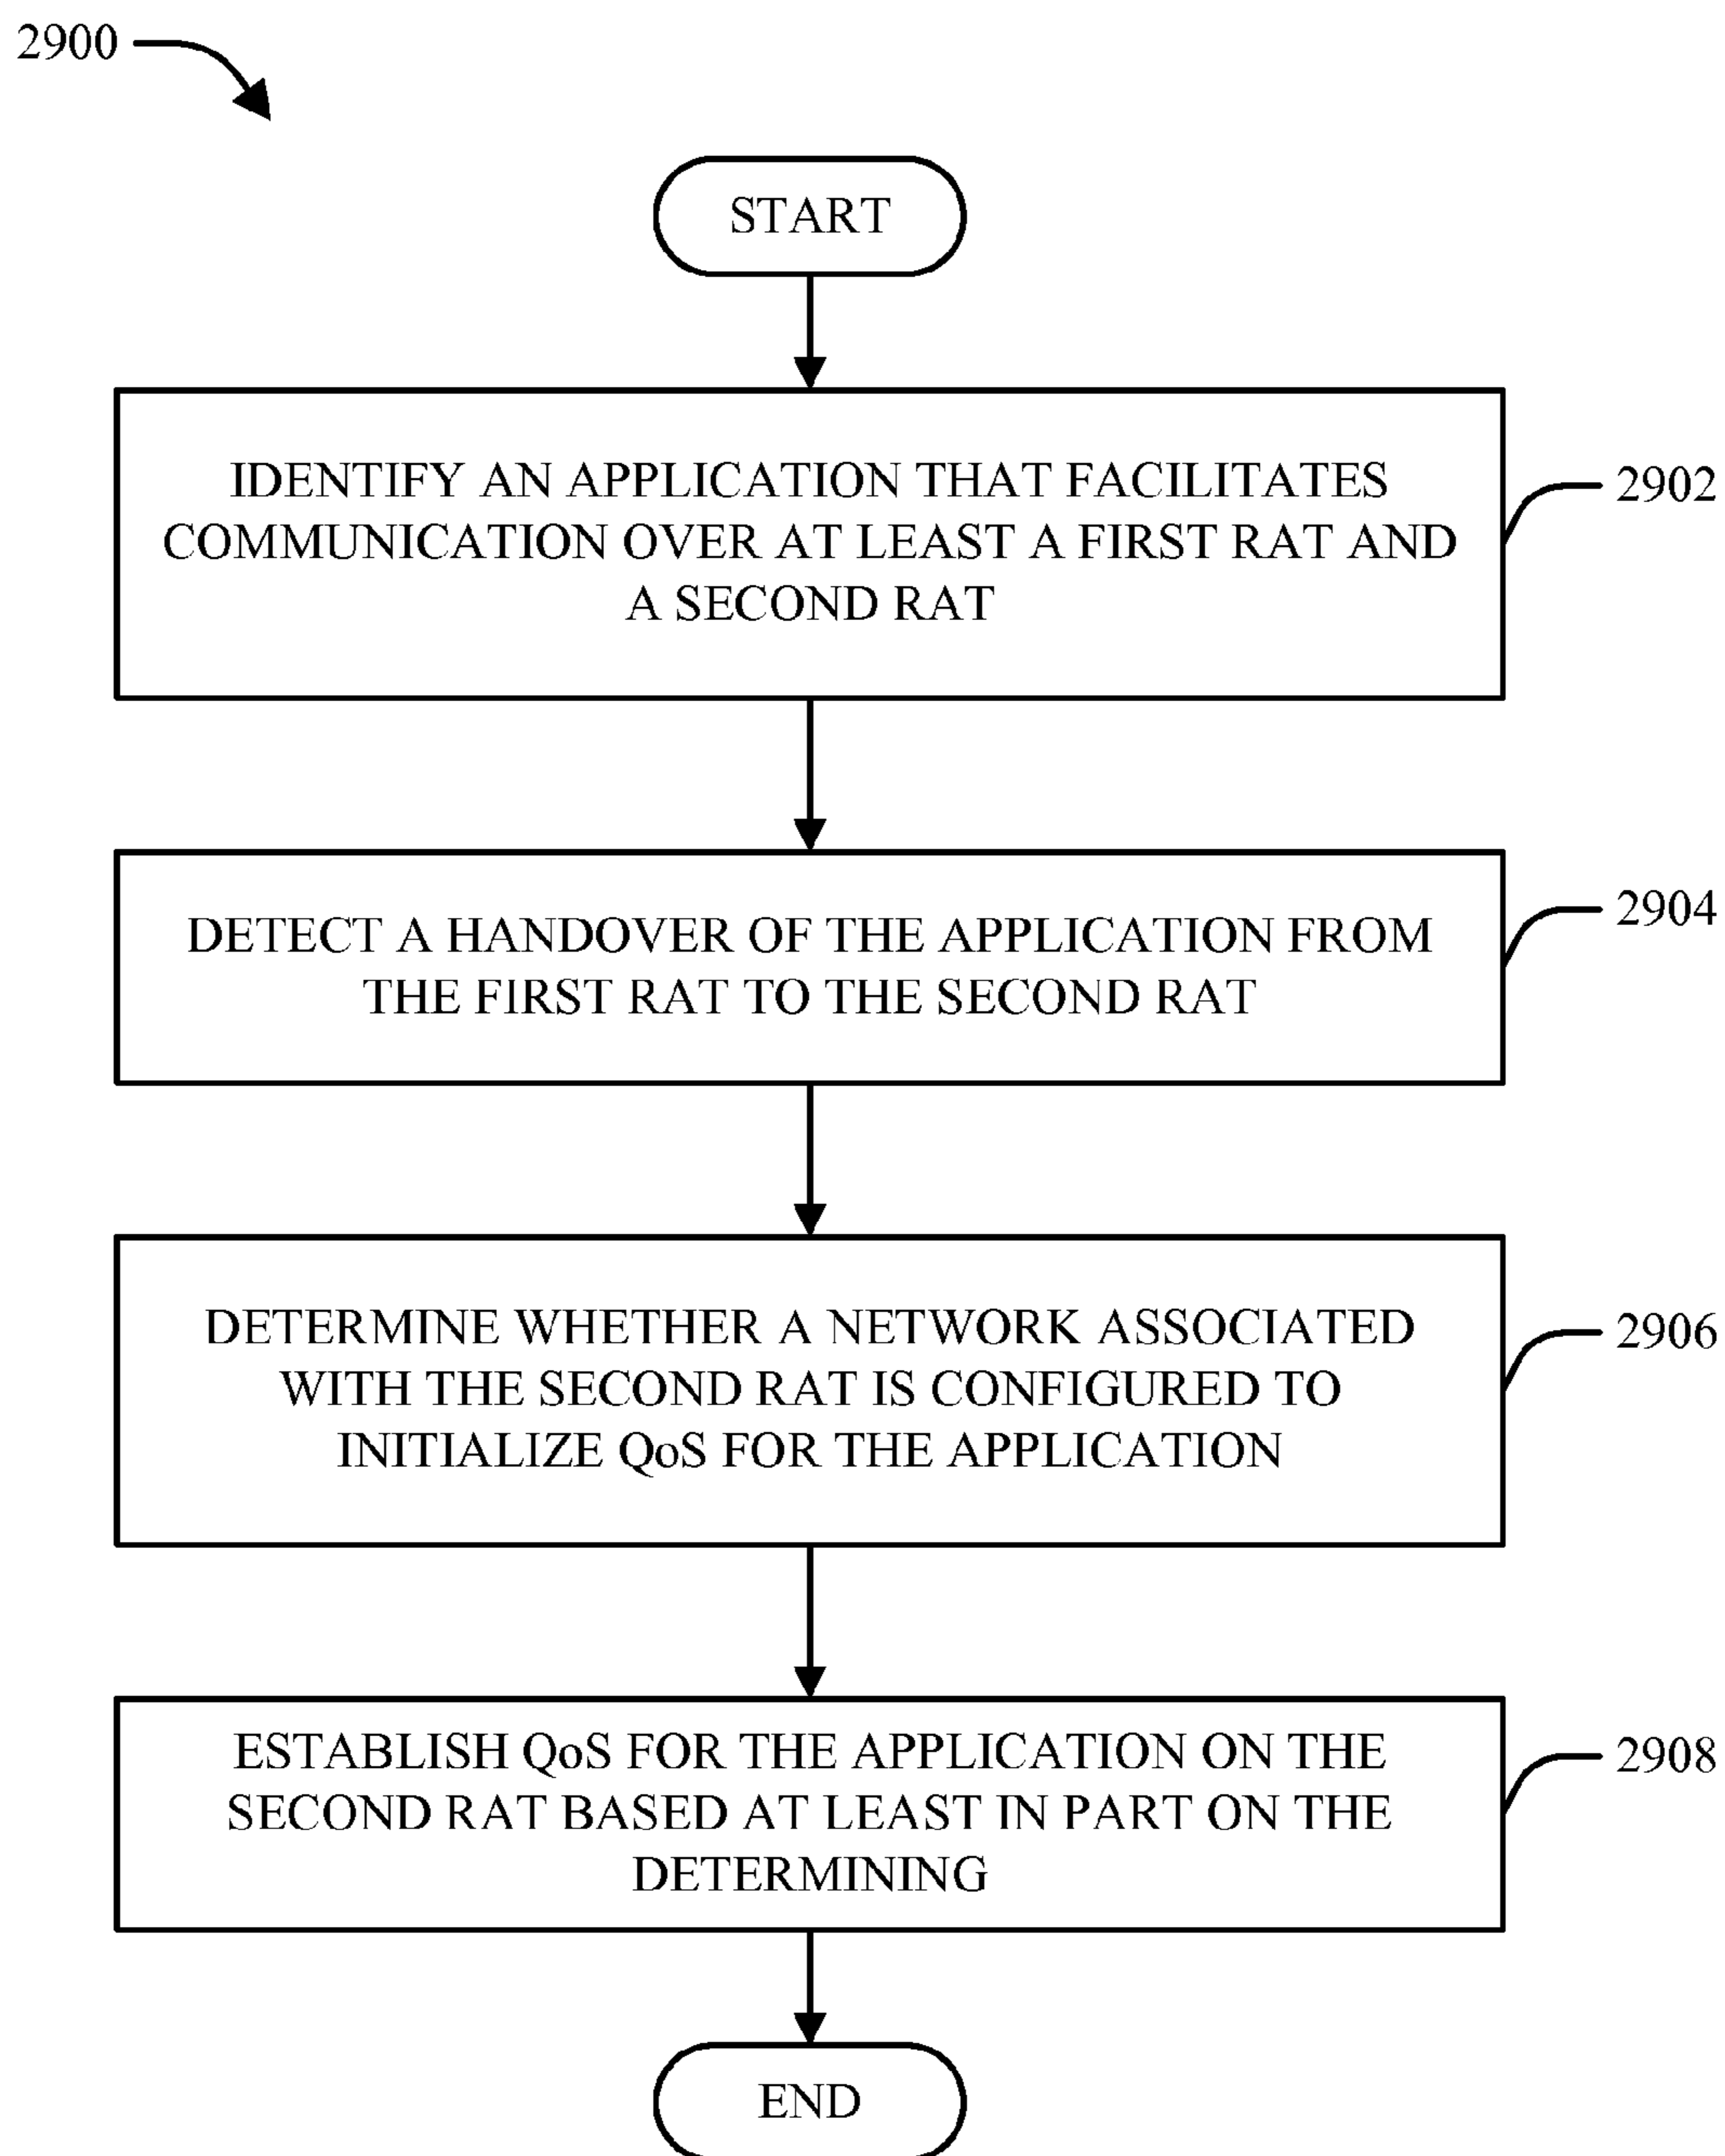 2900
START
IDENTIFY AN APPLICATION THAT FACILITATES
COMMUNICATION OVER AT LEAST A FIRST RAT AND
A SECOND RAT
2902
DETECT A HANDOVER OF THE APPLICATION FROM
THE FIRST RAT TO THE SECOND RAT
2904
DETERMINE WHETHER A NETWORK ASSOCIATED
WITH THE SECOND RAT IS CONFIGURED TO
INITIALIZE QoS FOR THE APPLICATION
2906
ESTABLISH QoS FOR THE APPLICATION ON THE
SECOND RAT BASED AT LEAST IN PART ON THE
DETERMINING
2908
END